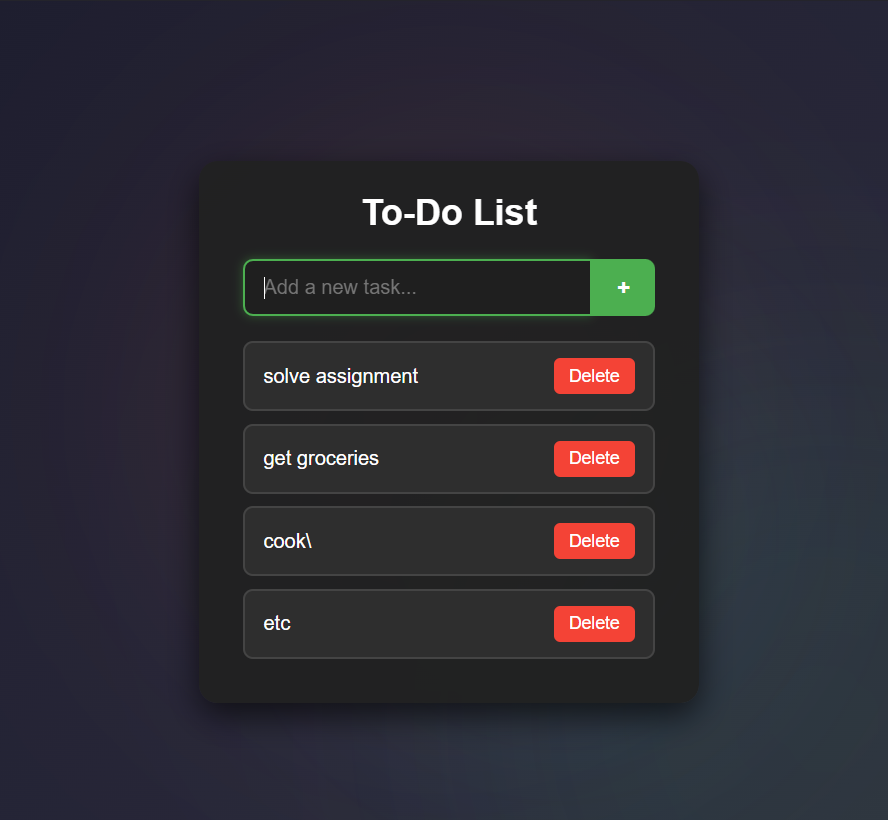 To-Do List
Add a new task...
+
solve assignment
Delete
get groceries
Delete
cook\
Delete
etc
Delete